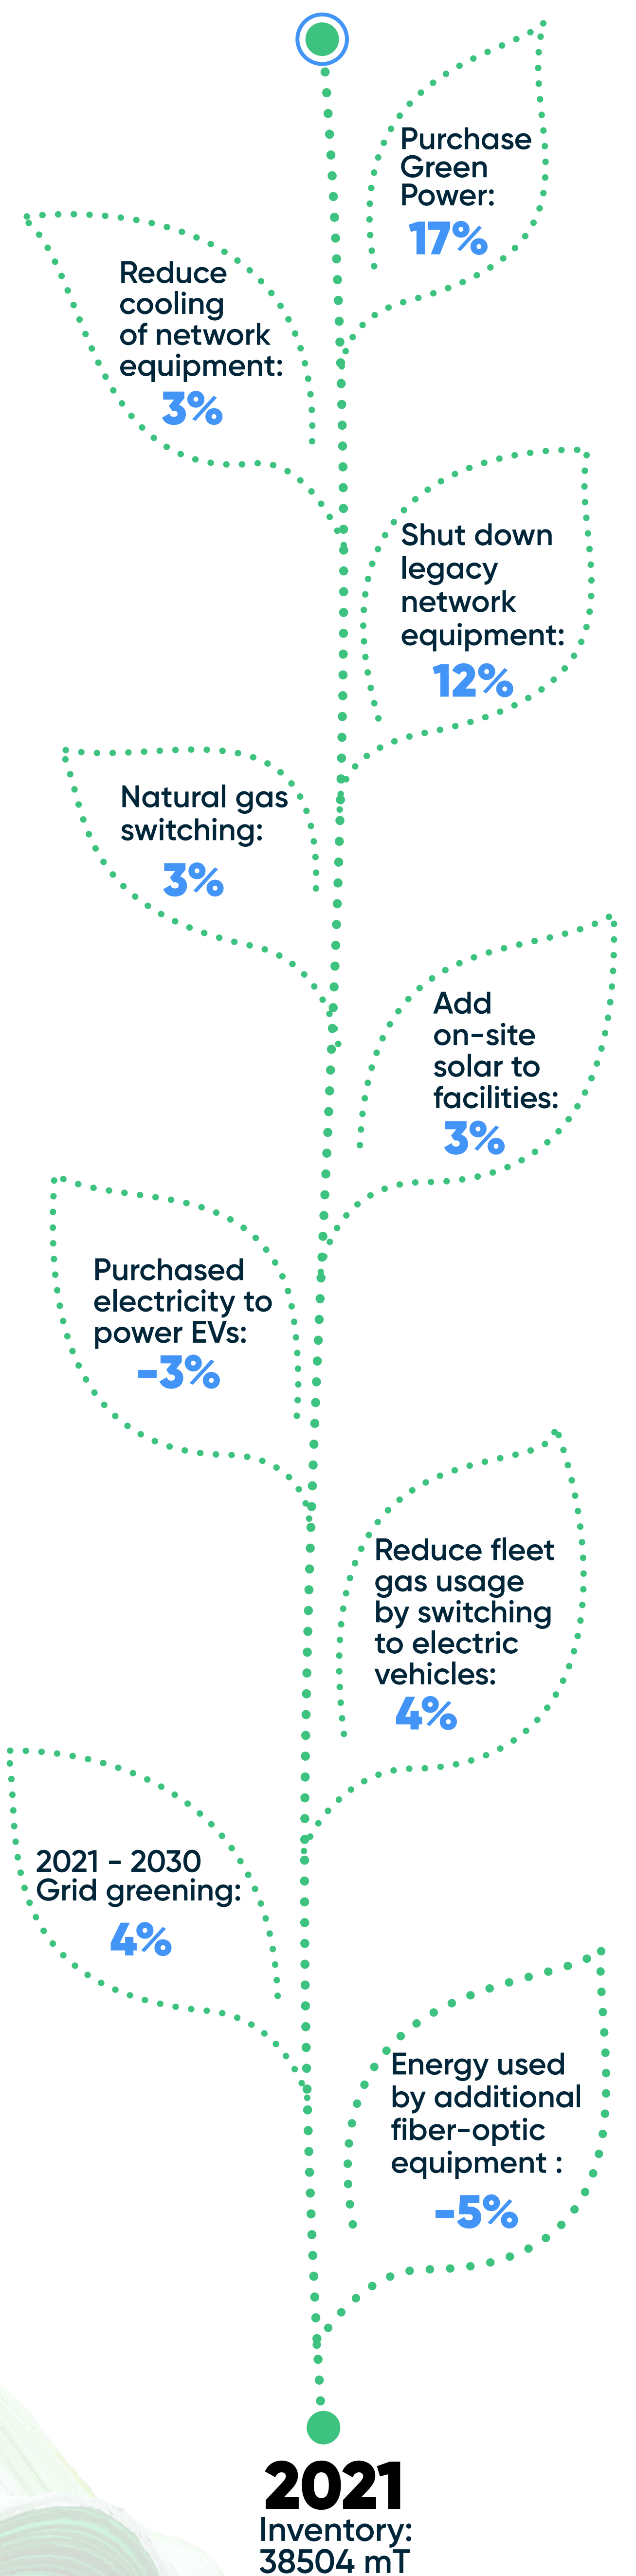 Purchase
Green
Power:
17%
Reduce
cooling
of network
equipment:
3%
Shut down
legacy
network
equipment:
12%
Natural gas
switching:
3%
Add
on-site
solar to
facilities:
3%
Purchased
electricity to
power EVs:
-3%
Reduce fleet
gas usage
by switching
to electric
vehicles:
4%
2021 - 2030
Grid greening:
4%
Energy used
by additional
fiber-optic
equipment :
-5%
2021
Inventory:
38504 mT